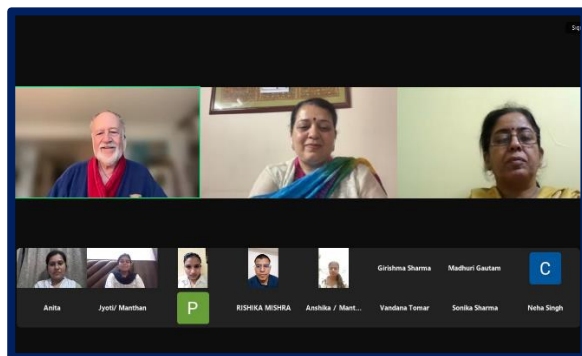 Girishma Sharma Madhuri Gautam C
Anita Jyoti/ Manthan P RISHIKA MISHRA Anshika / Mant... Vandana Tomar Sonika Sharma Neha Singh